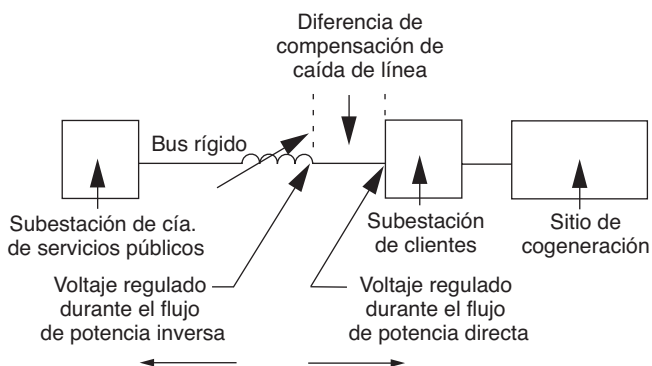 Diferencia de
compensación de
caída de línea
Bus rígido
Subestación de cía.
de servicios públicos
Subestación
de clientes
Sitio de
cogeneración
Voltaje regulado
durante el flujo
de potencia inversa
Voltaje regulado
durante el flujo
de potencia directa